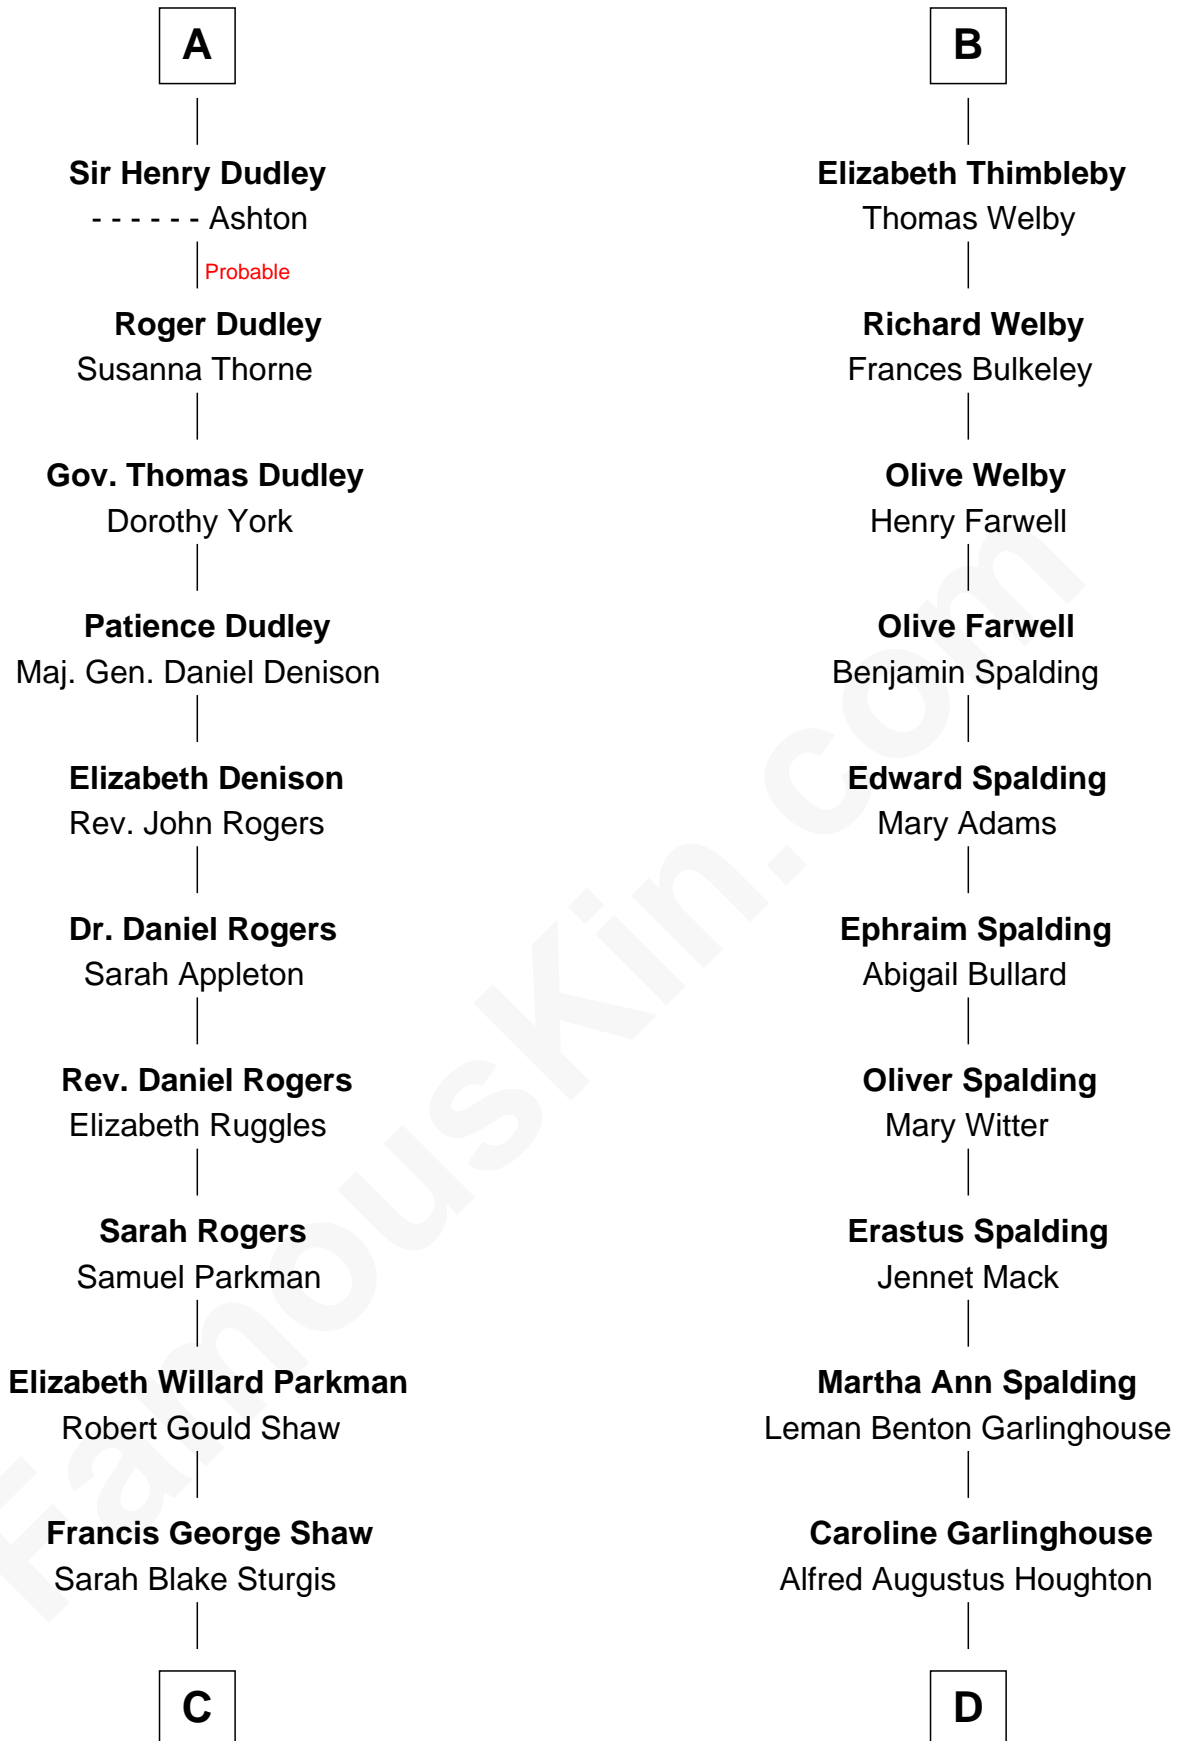 A
Sir Henry Dudley
- - - - - - Ashton
Probable
Roger Dudley
Susanna Thorne
Gov. Thomas Dudley
Dorothy York
Patience Dudley
Maj. Gen. Daniel Denison
Elizabeth Denison
Rev. John Rogers
Dr. Daniel Rogers
Sarah Appleton
Rev. Daniel Rogers
Elizabeth Ruggles
Sarah Rogers
Samuel Parkman
Elizabeth Willard Parkman
Robert Gould Shaw
Francis George Shaw
Sarah Blake Sturgis
C
B
Elizabeth Thimbleby
Thomas Welby
Richard Welby
Frances Bulkeley
Olive Welby
Henry Farwell
Olive Farwell
Benjamin Spalding
Edward Spalding
Mary Adams
Ephraim Spalding
Abigail Bullard
Oliver Spalding
Mary Witter
Erastus Spalding
Jennet Mack
Martha Ann Spalding
Leman Benton Garlinghouse
Caroline Garlinghouse
Alfred Augustus Houghton
D
FamousKin.com